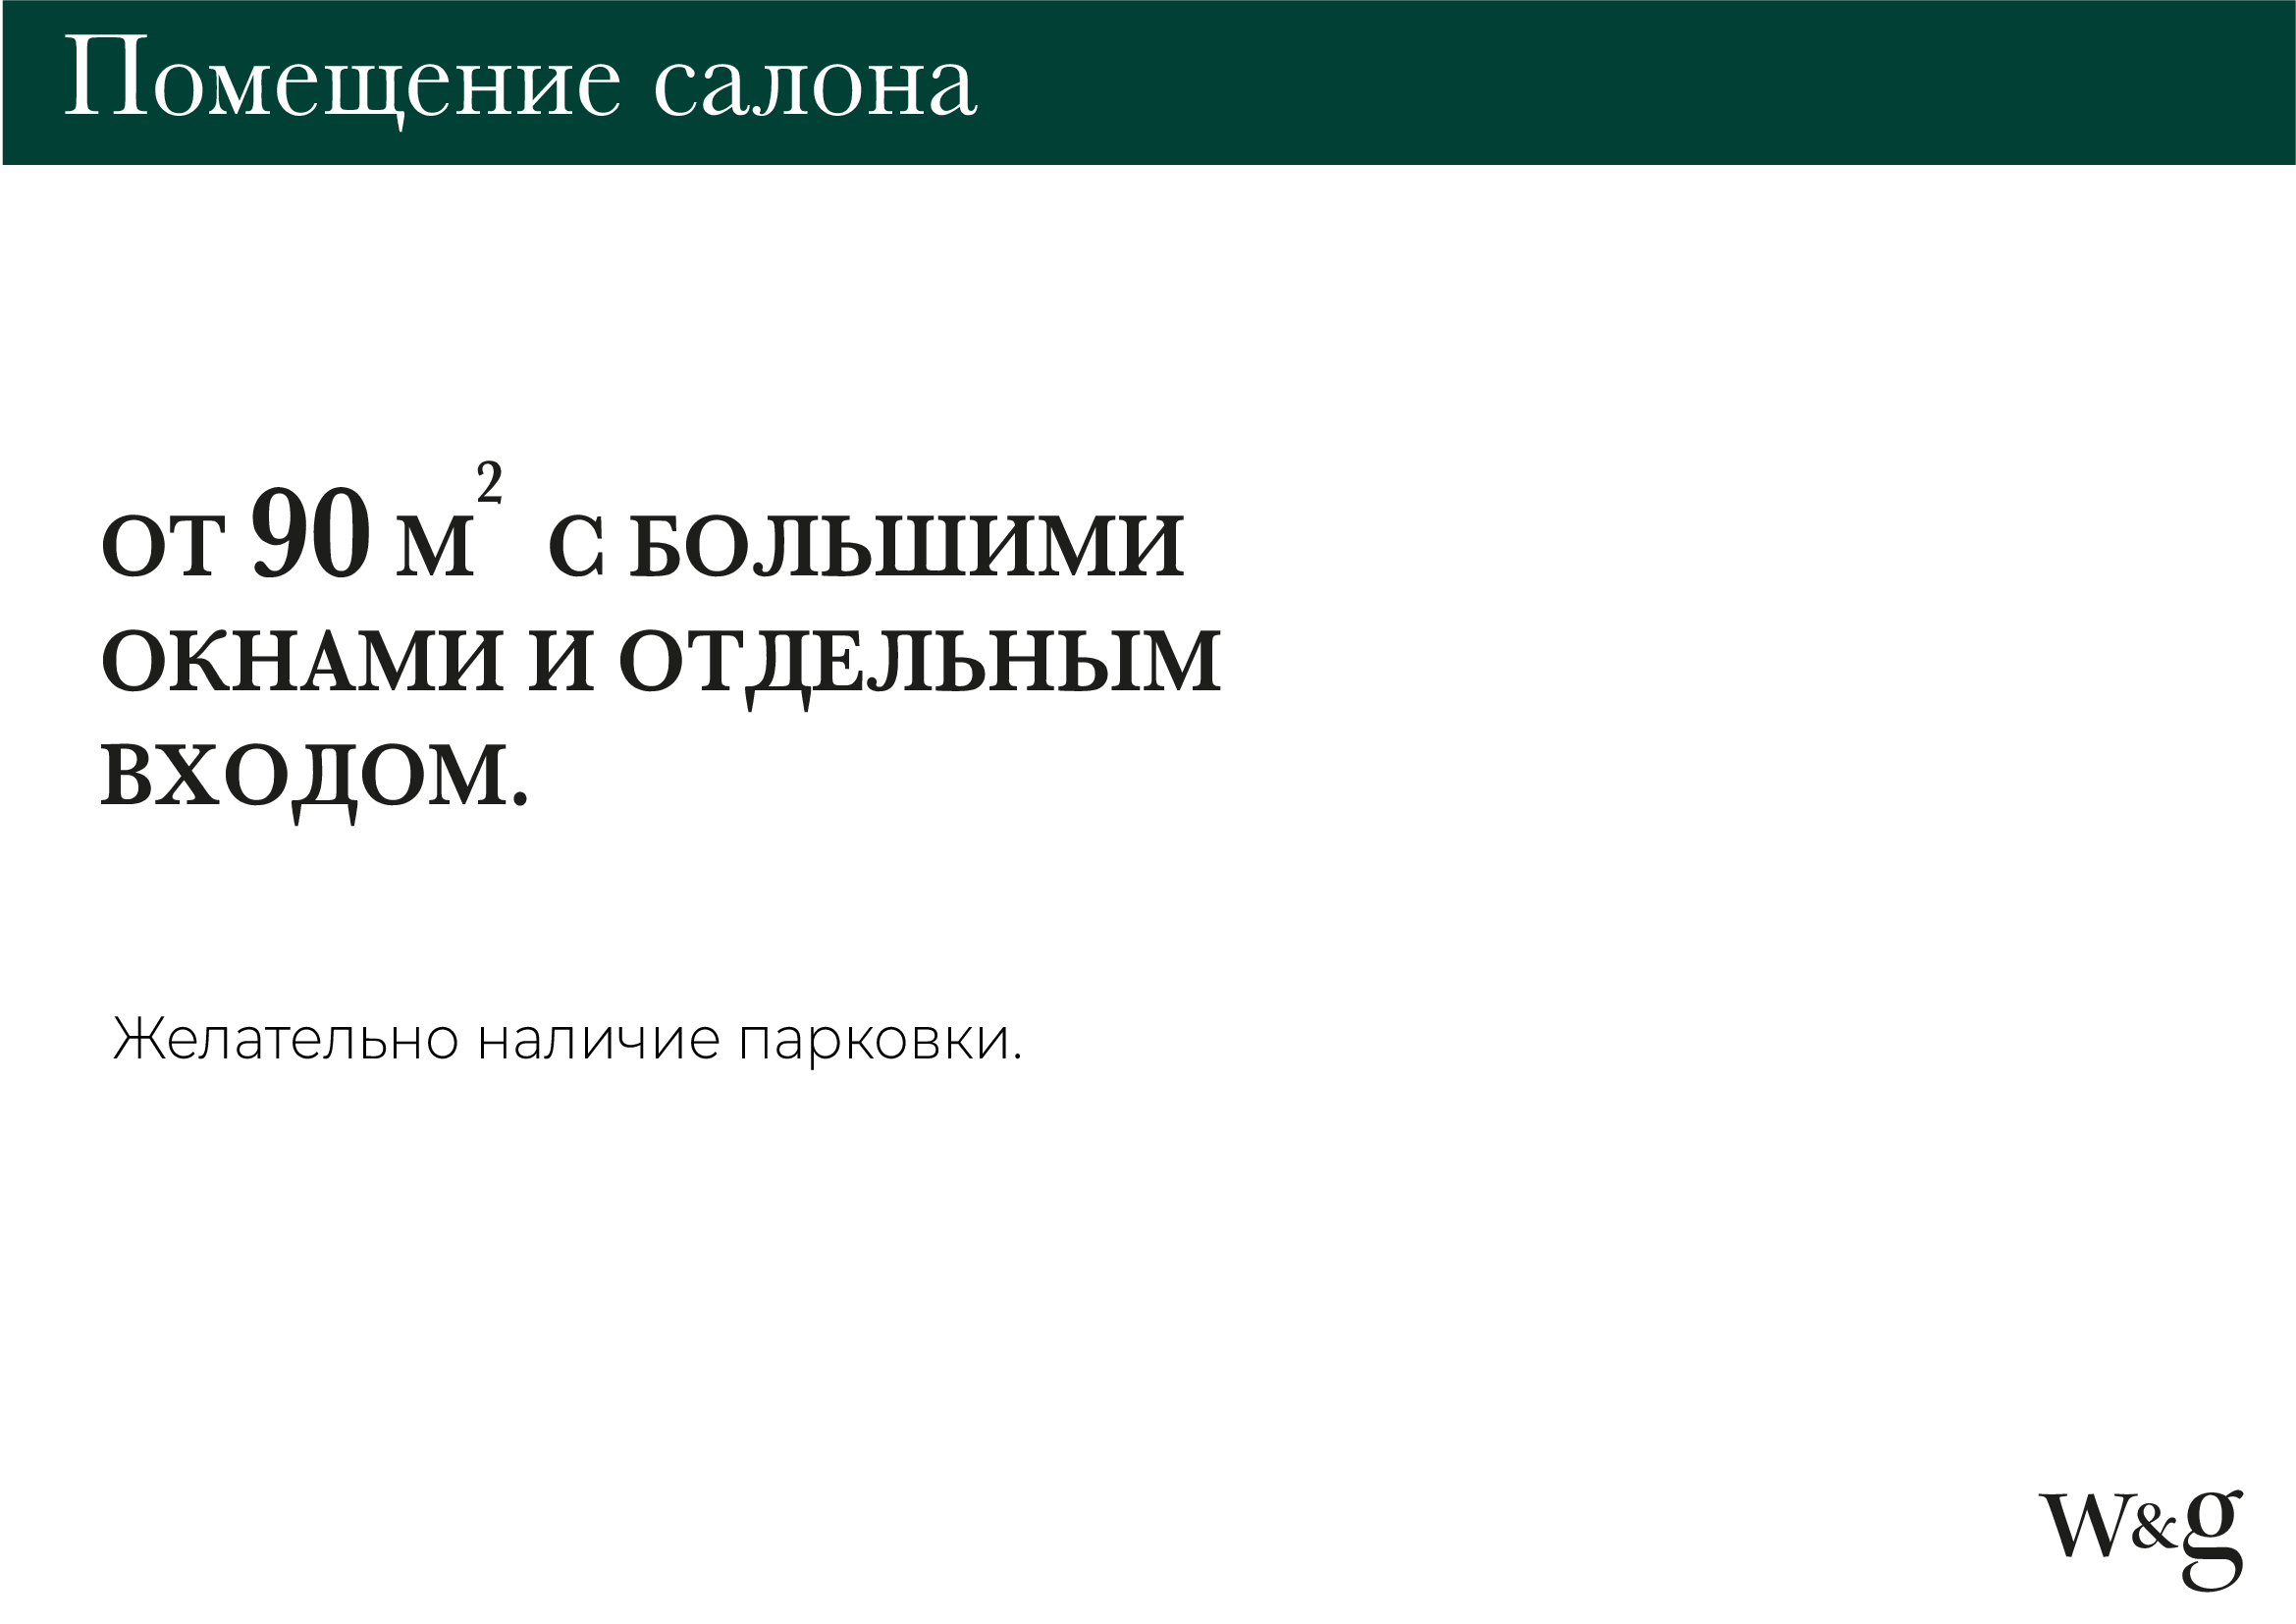 Помещение салона
от 90 м² с большими
окнами и отдельным
входом.
Желательно наличие парковки.
w&g